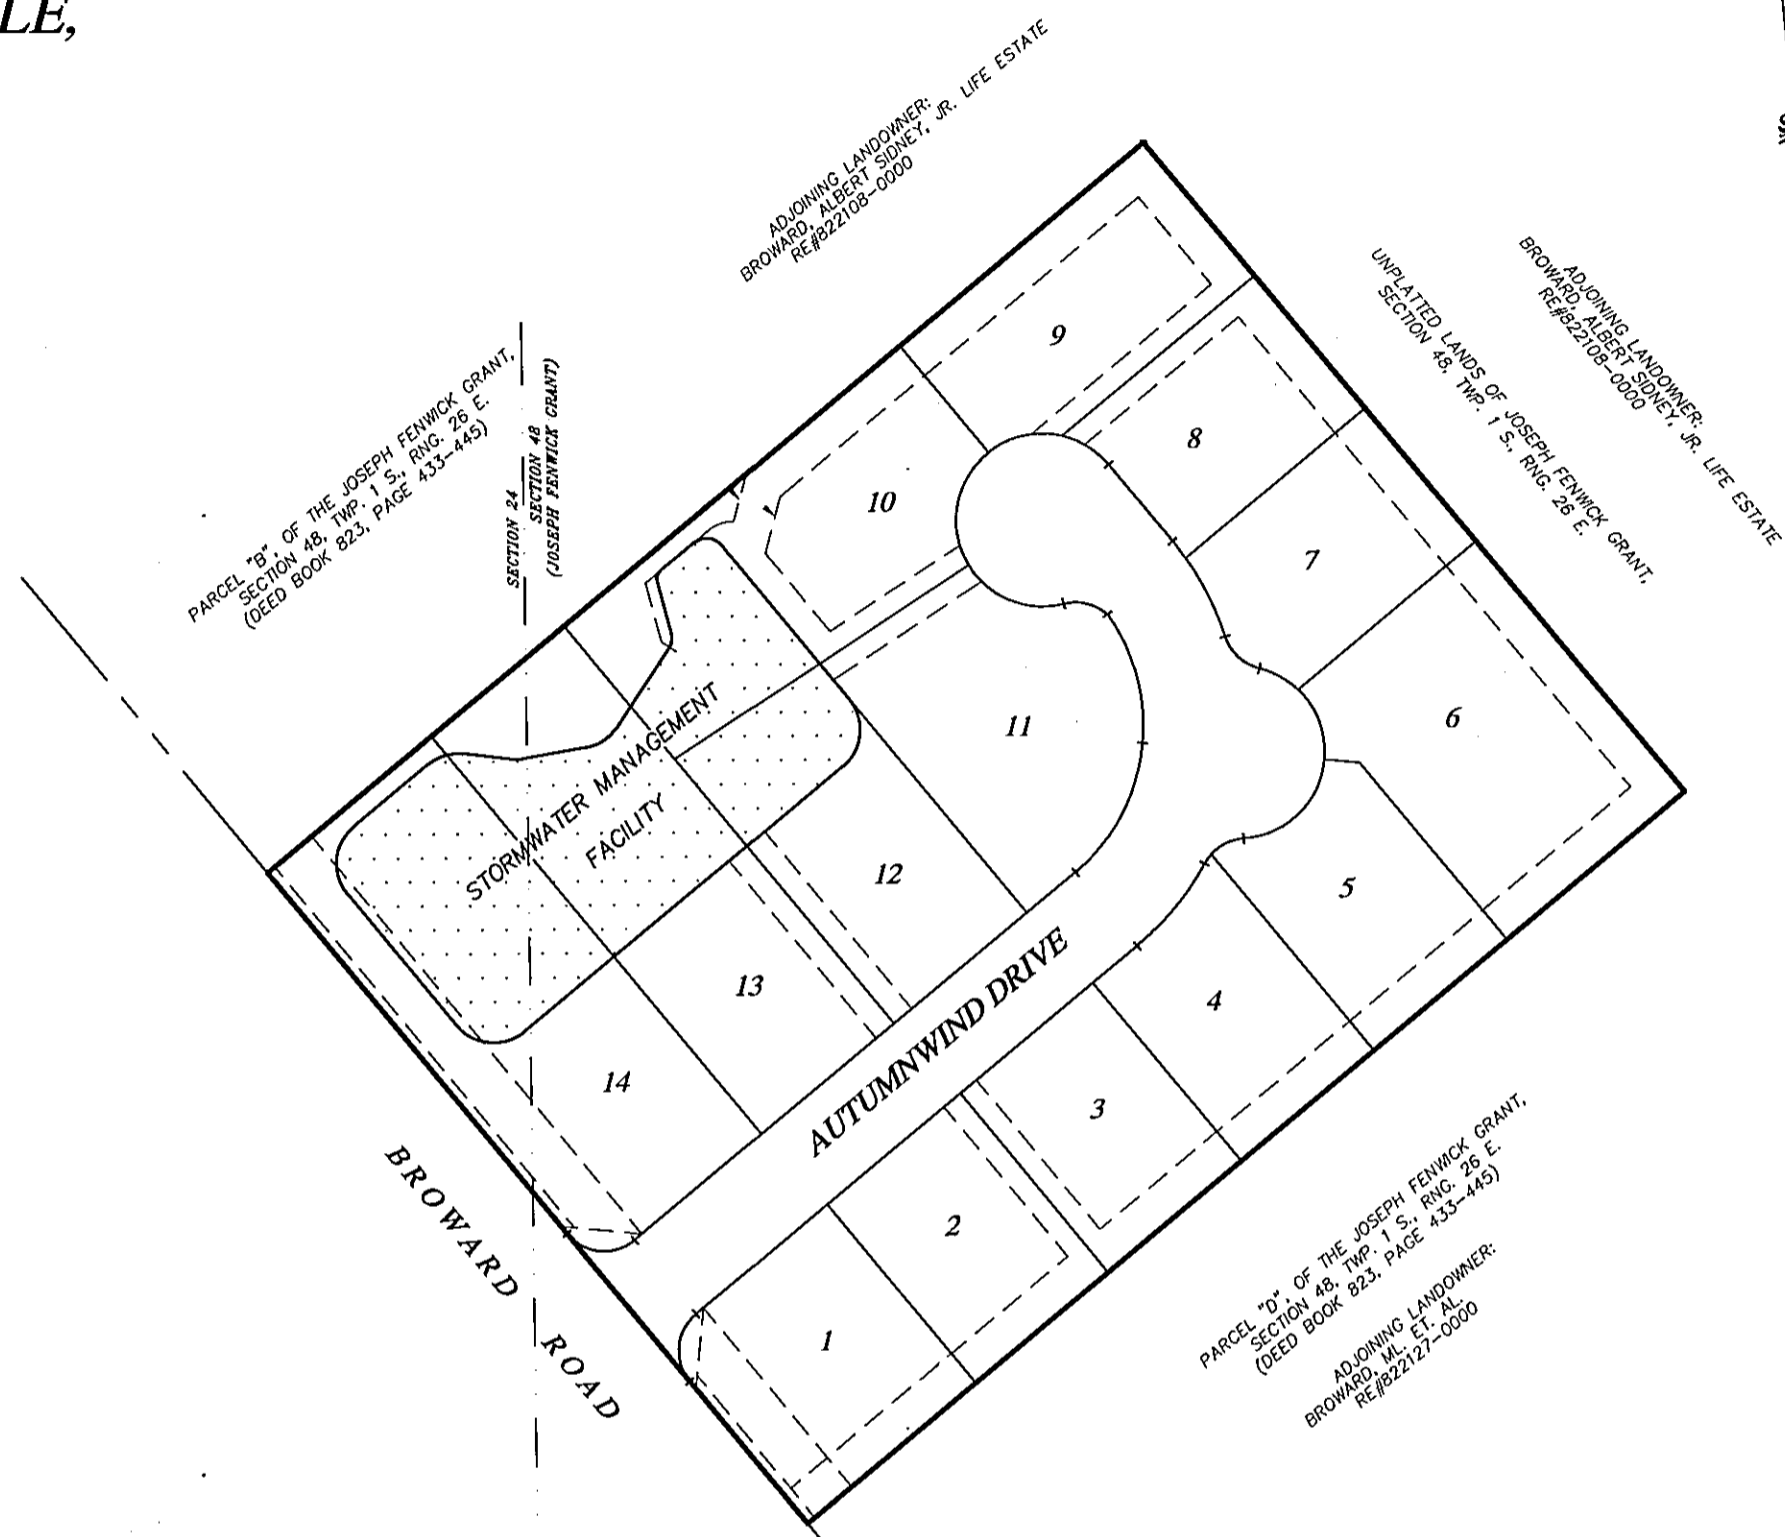 LE,
ADJOINING LANDOWNER:
BROWARD, ALBERT SIDNEY, JR. LIFE ESTATE
RE#822108-0000
UNPLATTED LANDS OF JOSEPH FENWICK GRANT,
SECTION 48, TWP. 1 S., RNG. 26 E.
ADJOINING LANDOWNER:
BROWARD, ALBERT SIDNEY, JR. LIFE ESTATE
RE#822108-0000
PARCEL "B", OF THE JOSEPH FENWICK GRANT,
SECTION 48, TWP. 1 S., RNG. 26 E.
(DEED BOOK 823, PAGE 433-445)
SECTION 24
SECTION 48
(JOSEPH FENWICK GRANT)
9
8
10
7
11
6
STORMWATER MANAGEMENT
FACILITY
12
5
13
4
14
3
AUTUMNWIND DRIVE
2
1
BROWARD ROAD
PARCEL "D", OF THE JOSEPH FENWICK GRANT,
SECTION 48, TWP. 1 S., RNG. 26 E.
(DEED BOOK 823, PAGE 433-445)
ADJOINING LANDOWNER:
BROWARD, ML. ET. AL.
RE#822127-0000